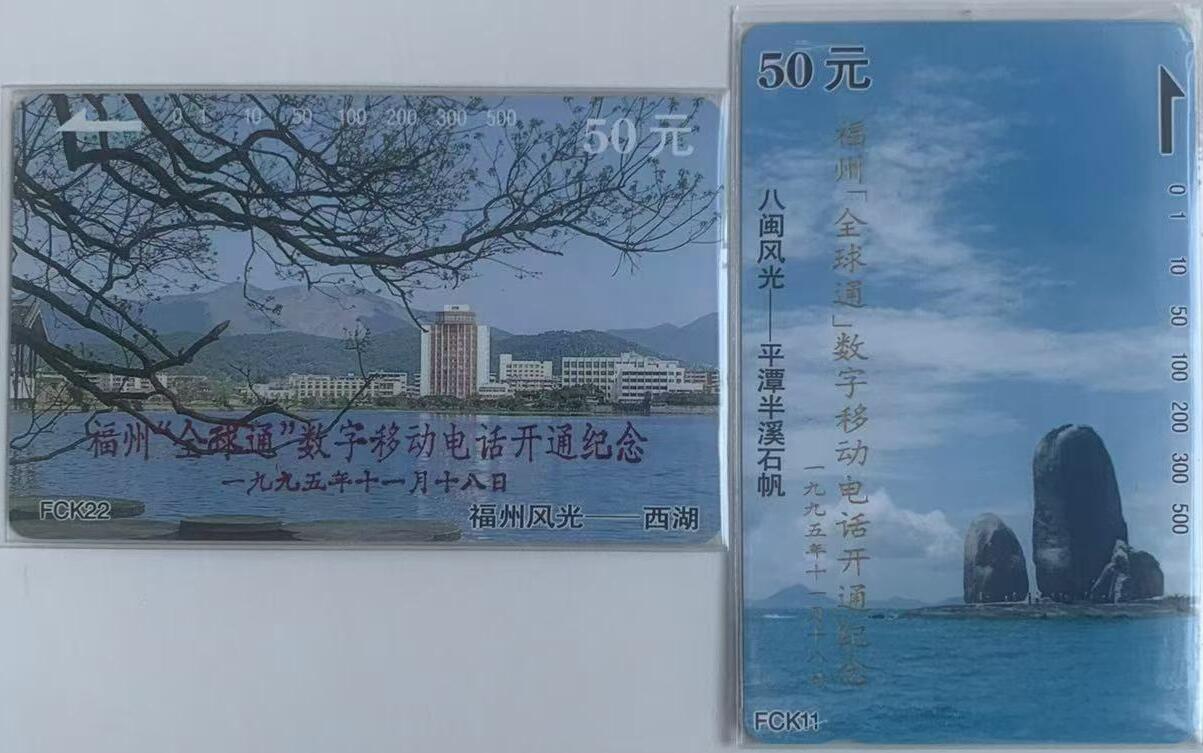 0 1 10 50 100 200 300 500
50元
福州“全球通”数字移动电话开通纪念
一九九五年十一月十八日
FCK22
福州风光——西湖
50元
0 1 10 50 100 200 300 500
福州「全球通」数字移动电话开通纪念
一九九五年十一月十八日
八闽风光——平潭半溪石帆
FCK11